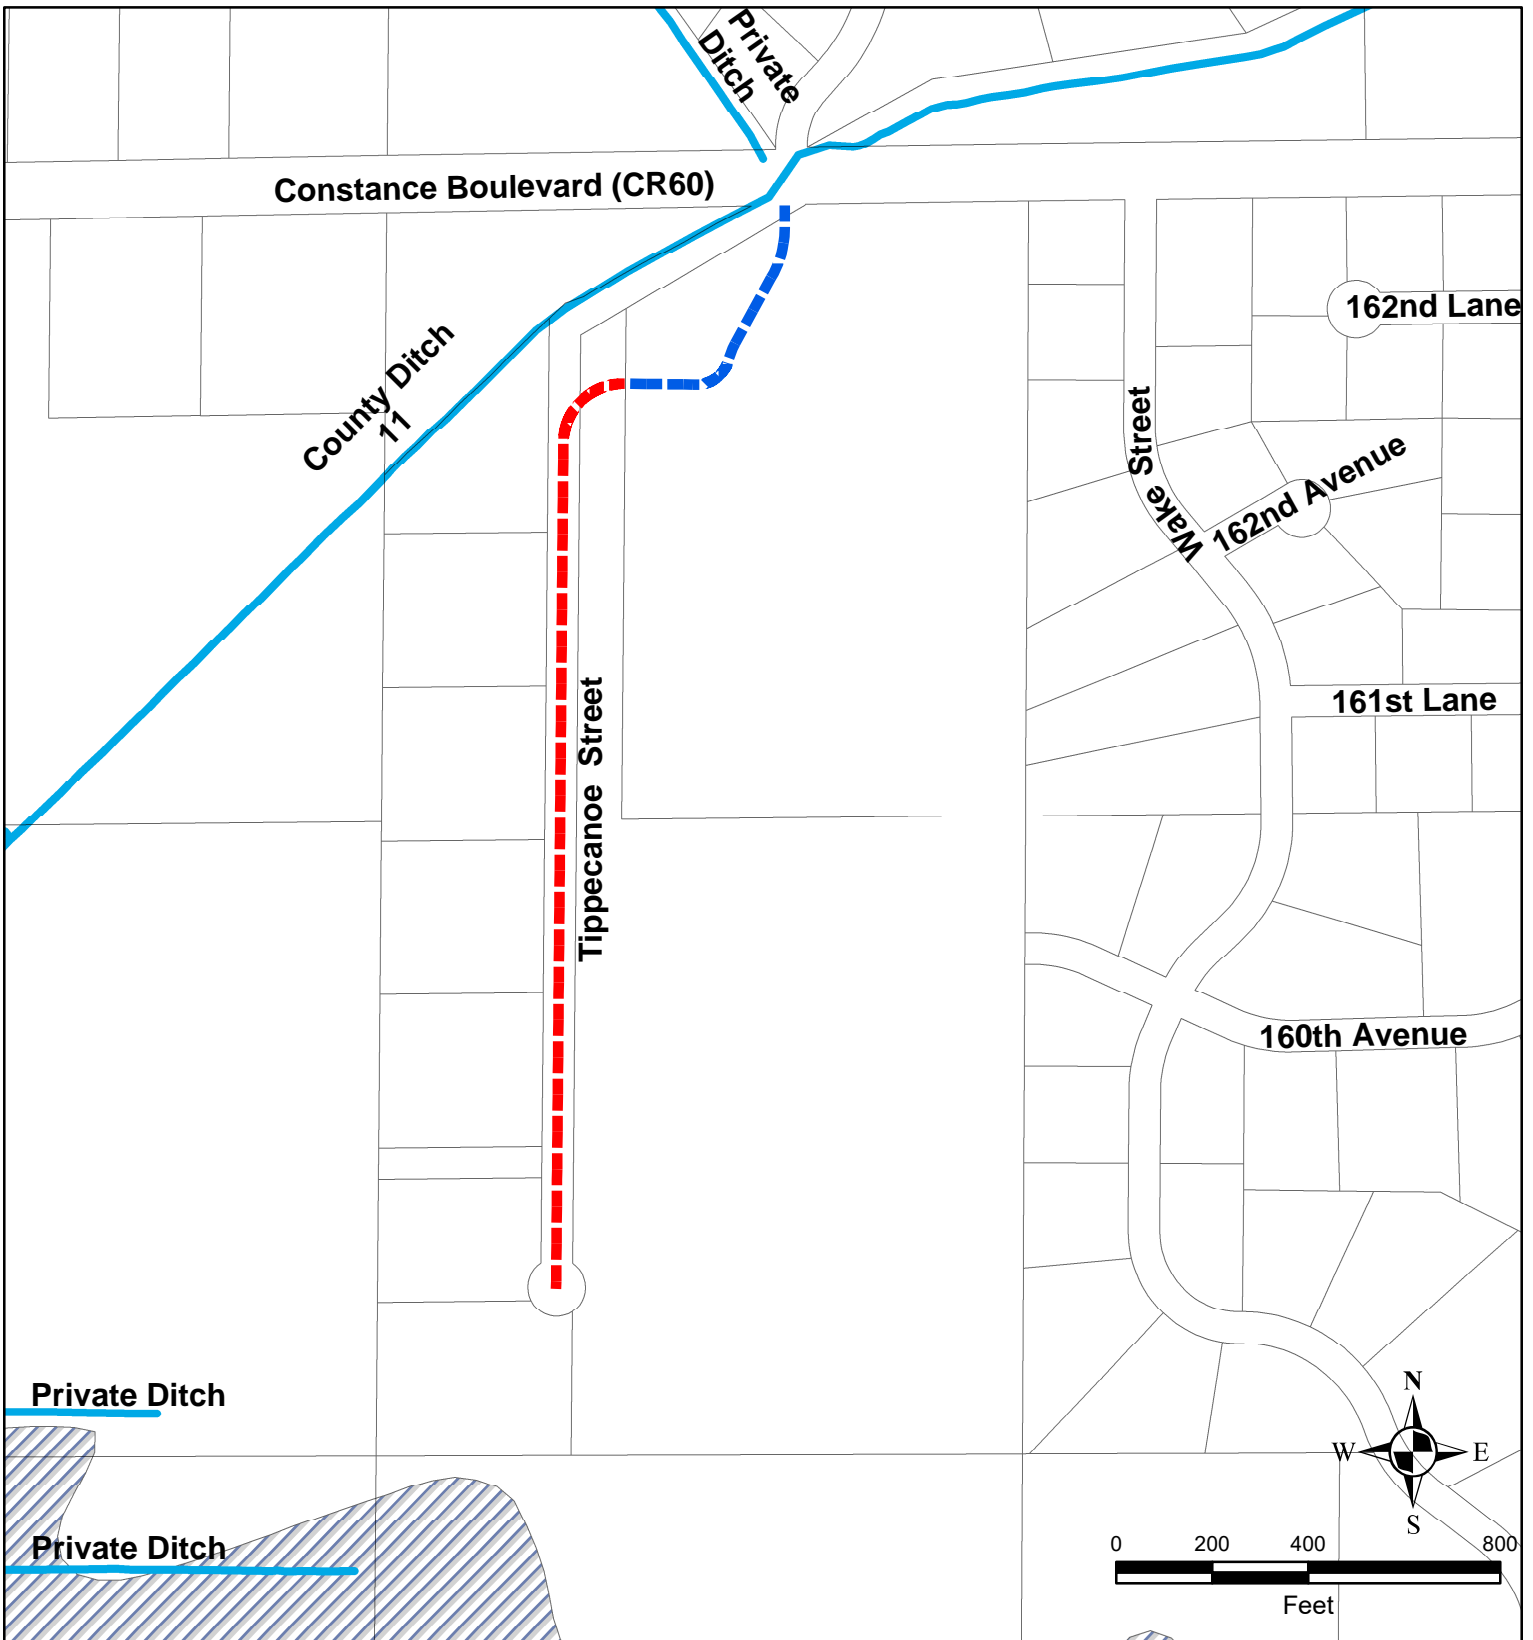 Private
Ditch
Constance Boulevard (CR60)
162nd Lane
County Ditch
11
Wake Street
162nd Avenue
161st Lane
Tippecanoe Street
160th Avenue
Private Ditch
N
W
E
S
Private Ditch
0 200 400 800
Feet